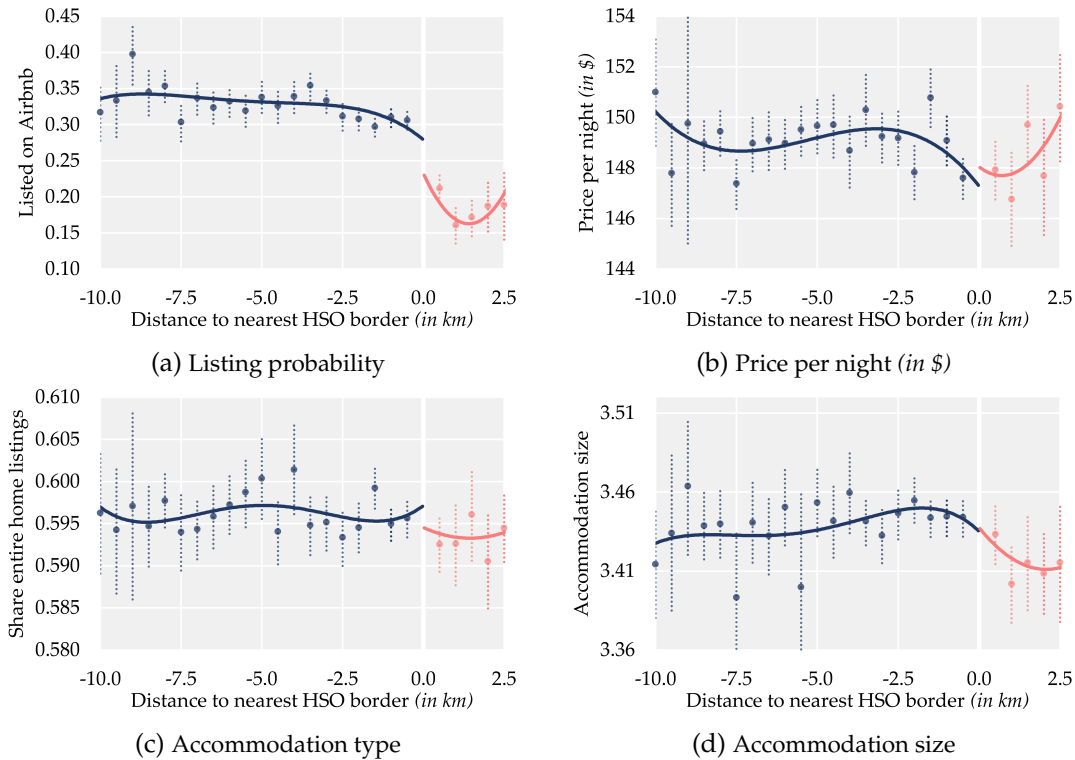 0.45
0.40
0.35
0.30
0.25
0.20
0.15
0.10
Listed on Airbnb
-10.0 -7.5 -5.0 -2.5 0.0 2.5
Distance to nearest HSO border (in km)
(a) Listing probability
154
152
150
148
146
144
Price per night (in $)
-10.0 -7.5 -5.0 -2.5 0.0 2.5
Distance to nearest HSO border (in km)
(b) Price per night (in $)
0.610
0.605
0.600
0.595
0.590
0.585
0.580
Share entire home listings
-10.0 -7.5 -5.0 -2.5 0.0 2.5
Distance to nearest HSO border (in km)
(c) Accommodation type
3.51
3.46
3.41
3.36
Accommodation size
-10.0 -7.5 -5.0 -2.5 0.0 2.5
Distance to nearest HSO border (in km)
(d) Accommodation size